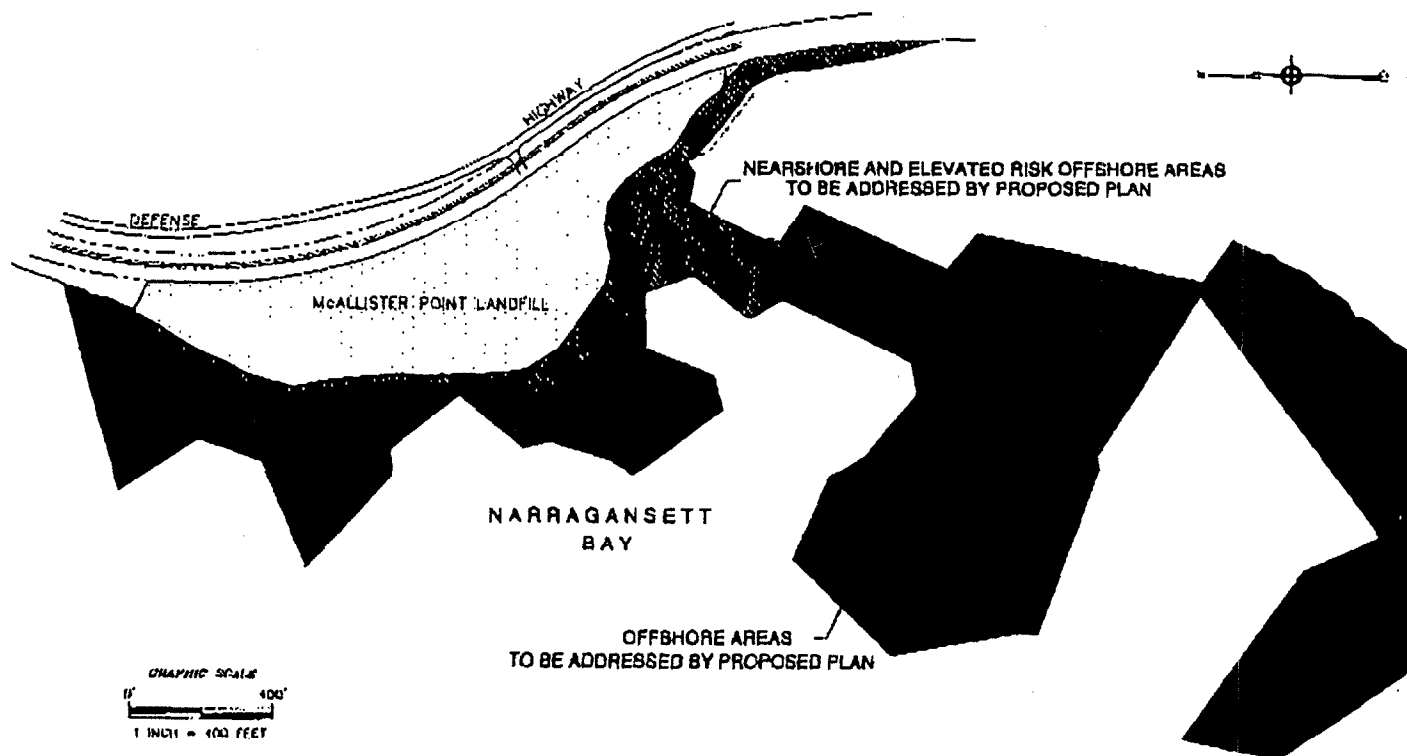 HIGHWAY
DEFENSE
NEARSHORE AND ELEVATED RISK OFFSHORE AREAS
TO BE ADDRESSED BY PROPOSED PLAN
McALLISTER POINT LANDFILL
NARRAGANSETT
BAY
OFFSHORE AREAS
TO BE ADDRESSED BY PROPOSED PLAN
GRAPHIC SCALE
0' 400'
1 INCH = 400 FEET